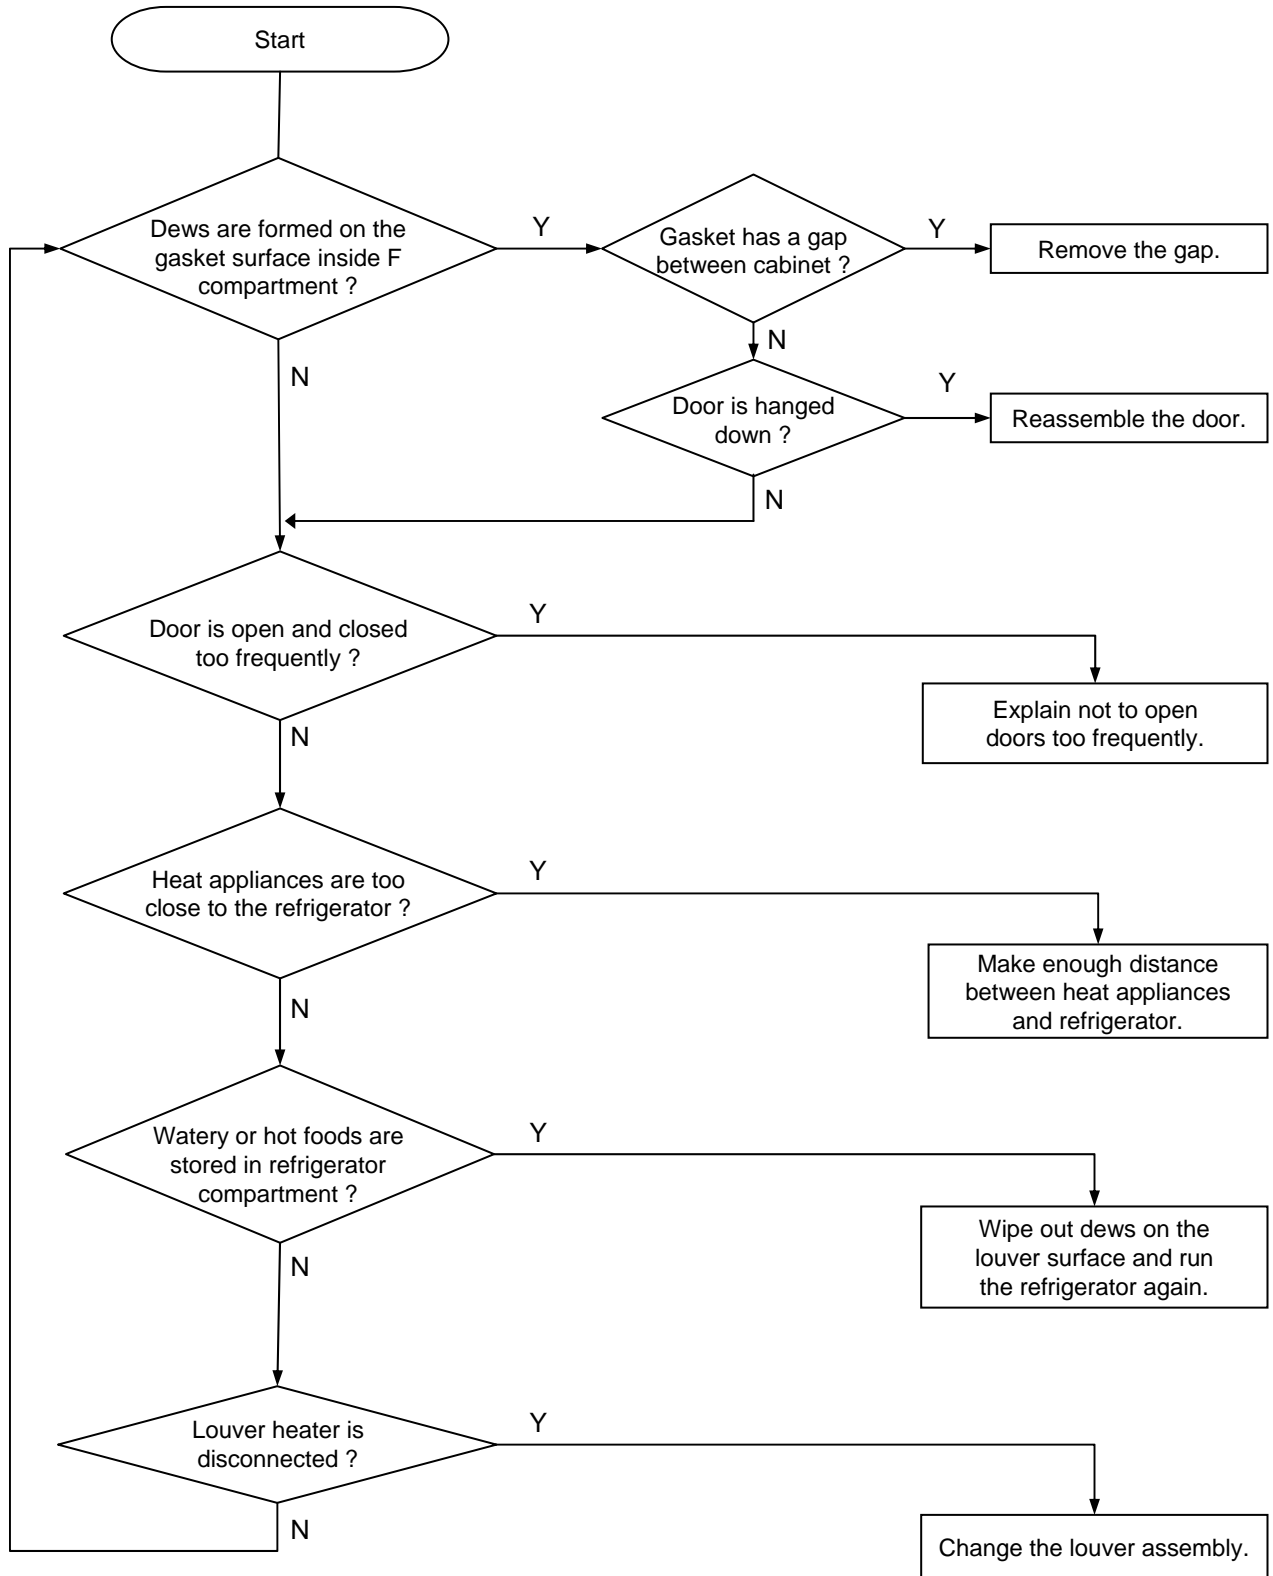 Start
Dews are formed on the
gasket surface inside F
compartment ?
Y
Gasket has a gap
between cabinet ?
Y
Remove the gap.
N
N
Door is hanged
down ?
Y
Reassemble the door.
N
Door is open and closed
too frequently ?
Y
Explain not to open
doors too frequently.
N
Heat appliances are too
close to the refrigerator ?
Y
Make enough distance
between heat appliances
and refrigerator.
N
Watery or hot foods are
stored in refrigerator
compartment ?
Y
Wipe out dews on the
louver surface and run
the refrigerator again.
N
Louver heater is
disconnected ?
Y
Change the louver assembly.
N